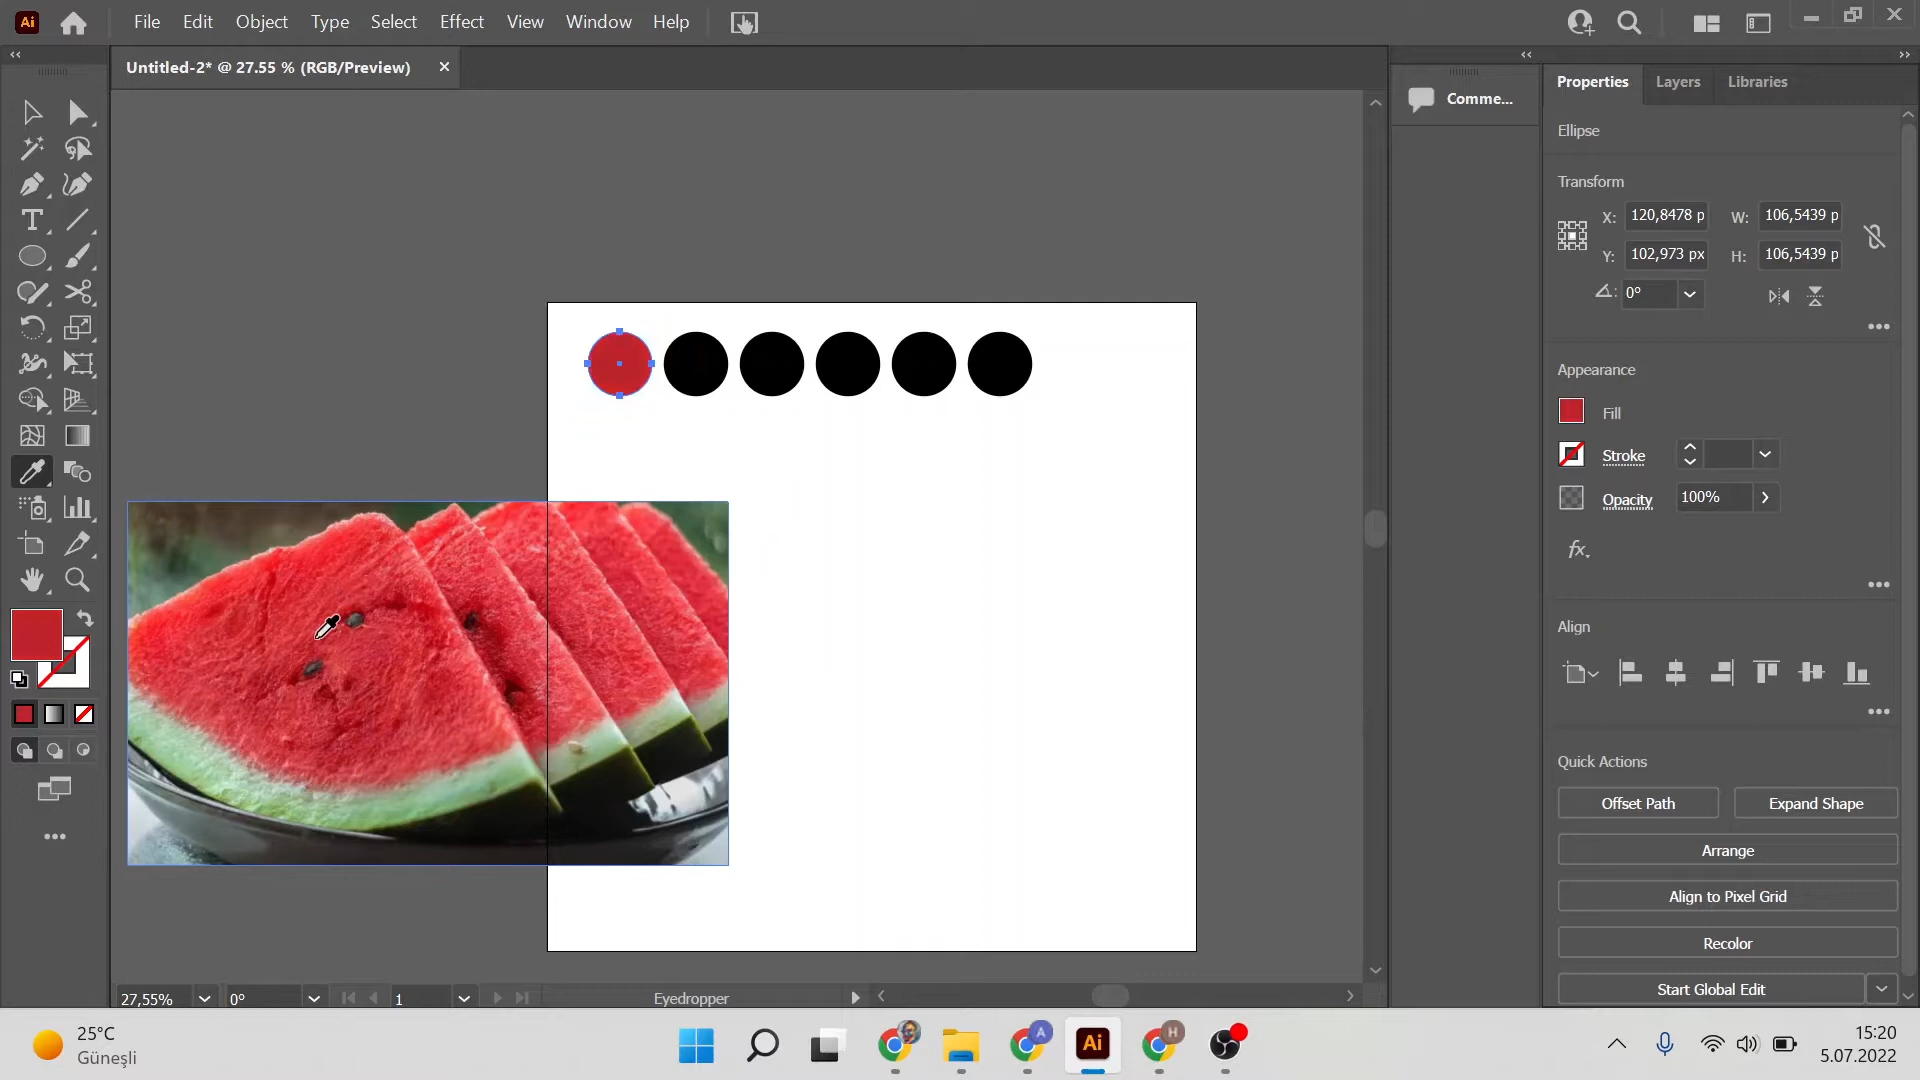 Ai File Edit Object Type Select Effect View Window Help
Untitled-2* @ 27.55 % (RGB/Preview) ×
Comme...
Properties Layers Libraries
Ellipse
Transform
X: 120,8478 p W: 106,5439 p
Y: 102,973 px H: 106,5439 p
0°
Appearance
Fill
Stroke
Opacity 100%
fx.
Align
Quick Actions
Offset Path Expand Shape
Arrange
Align to Pixel Grid
Recolor
Start Global Edit
27,55% 0° 1 Eyedropper
25°C
Güneşli
A Ai H
15:20
5.07.2022